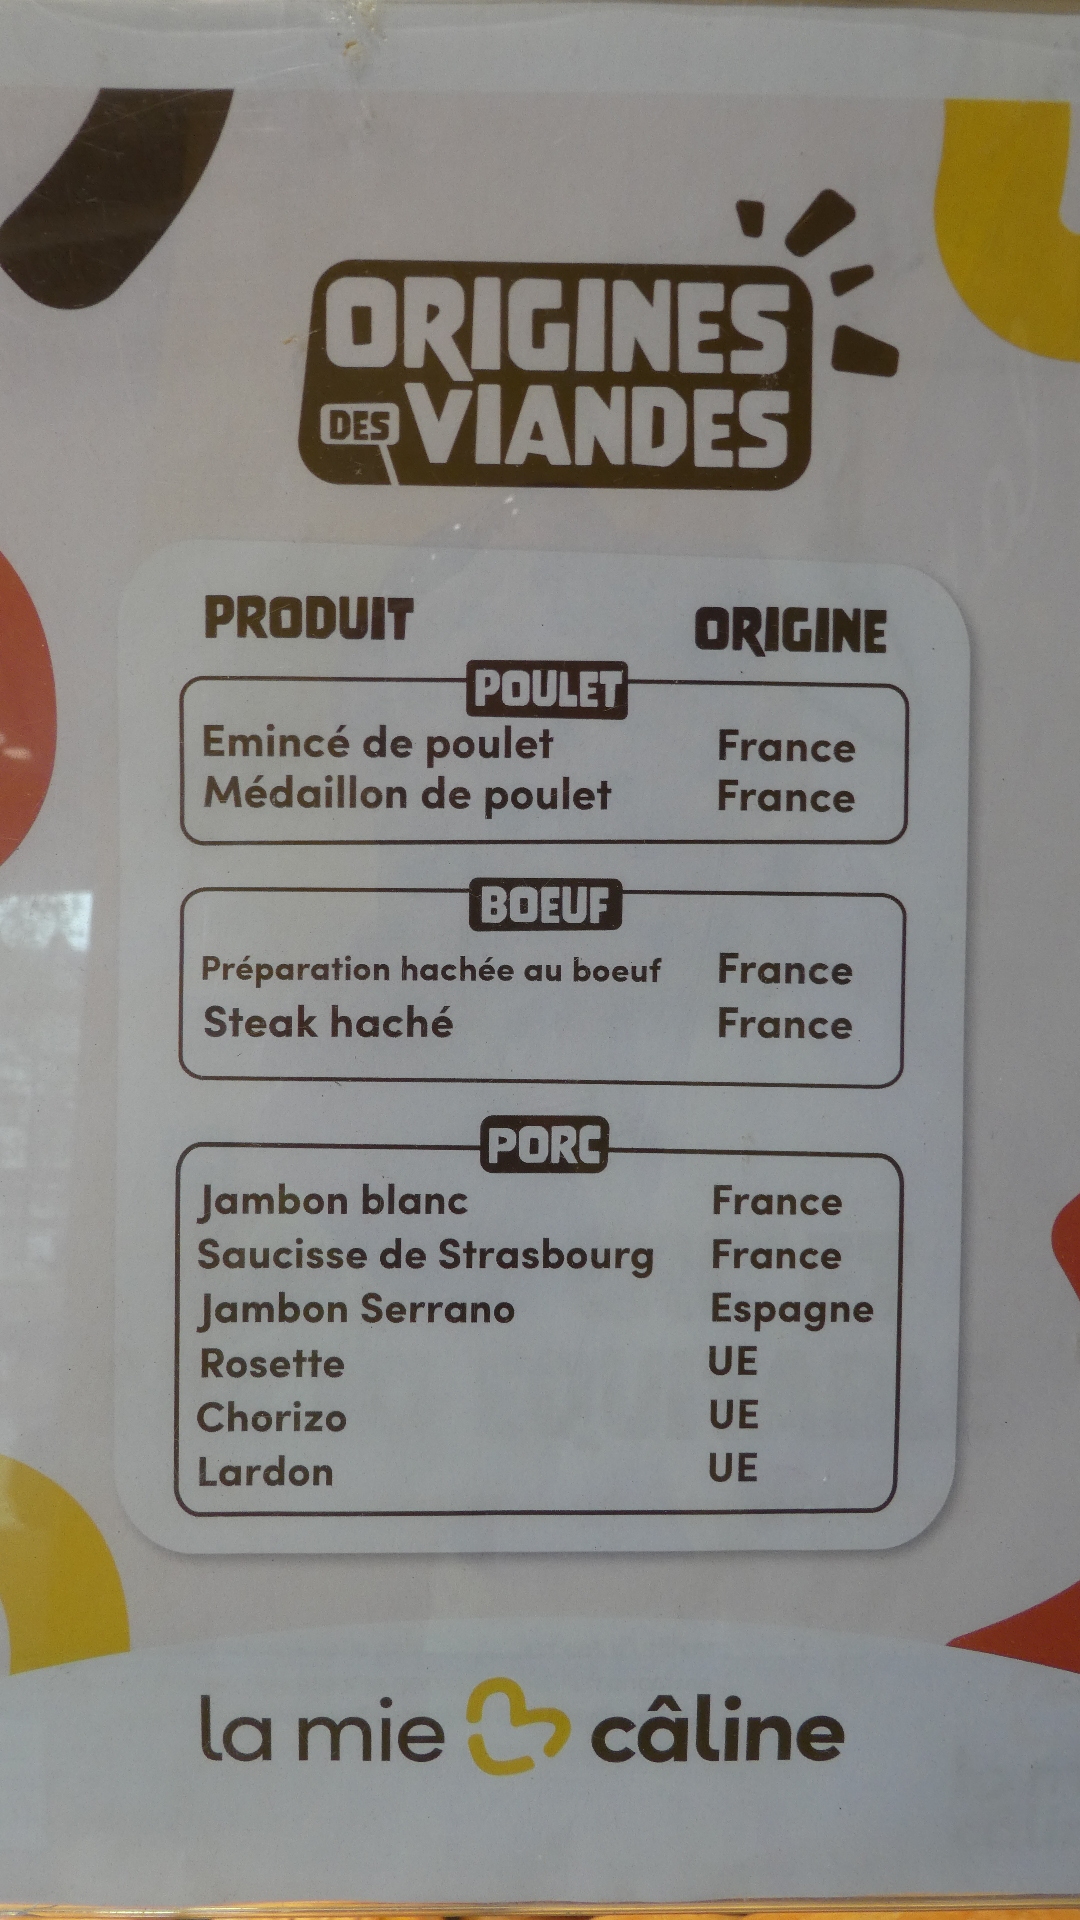 ORIGINES
DES VIANDES
PRODUIT ORIGINE
POULET
Emincé de poulet France
Médaillon de poulet France
BOEUF
Préparation hachée au boeuf France
Steak haché France
PORC
Jambon blanc France
Saucisse de Strasbourg France
Jambon Serrano Espagne
Rosette UE
Chorizo UE
Lardon UE
la mie câline